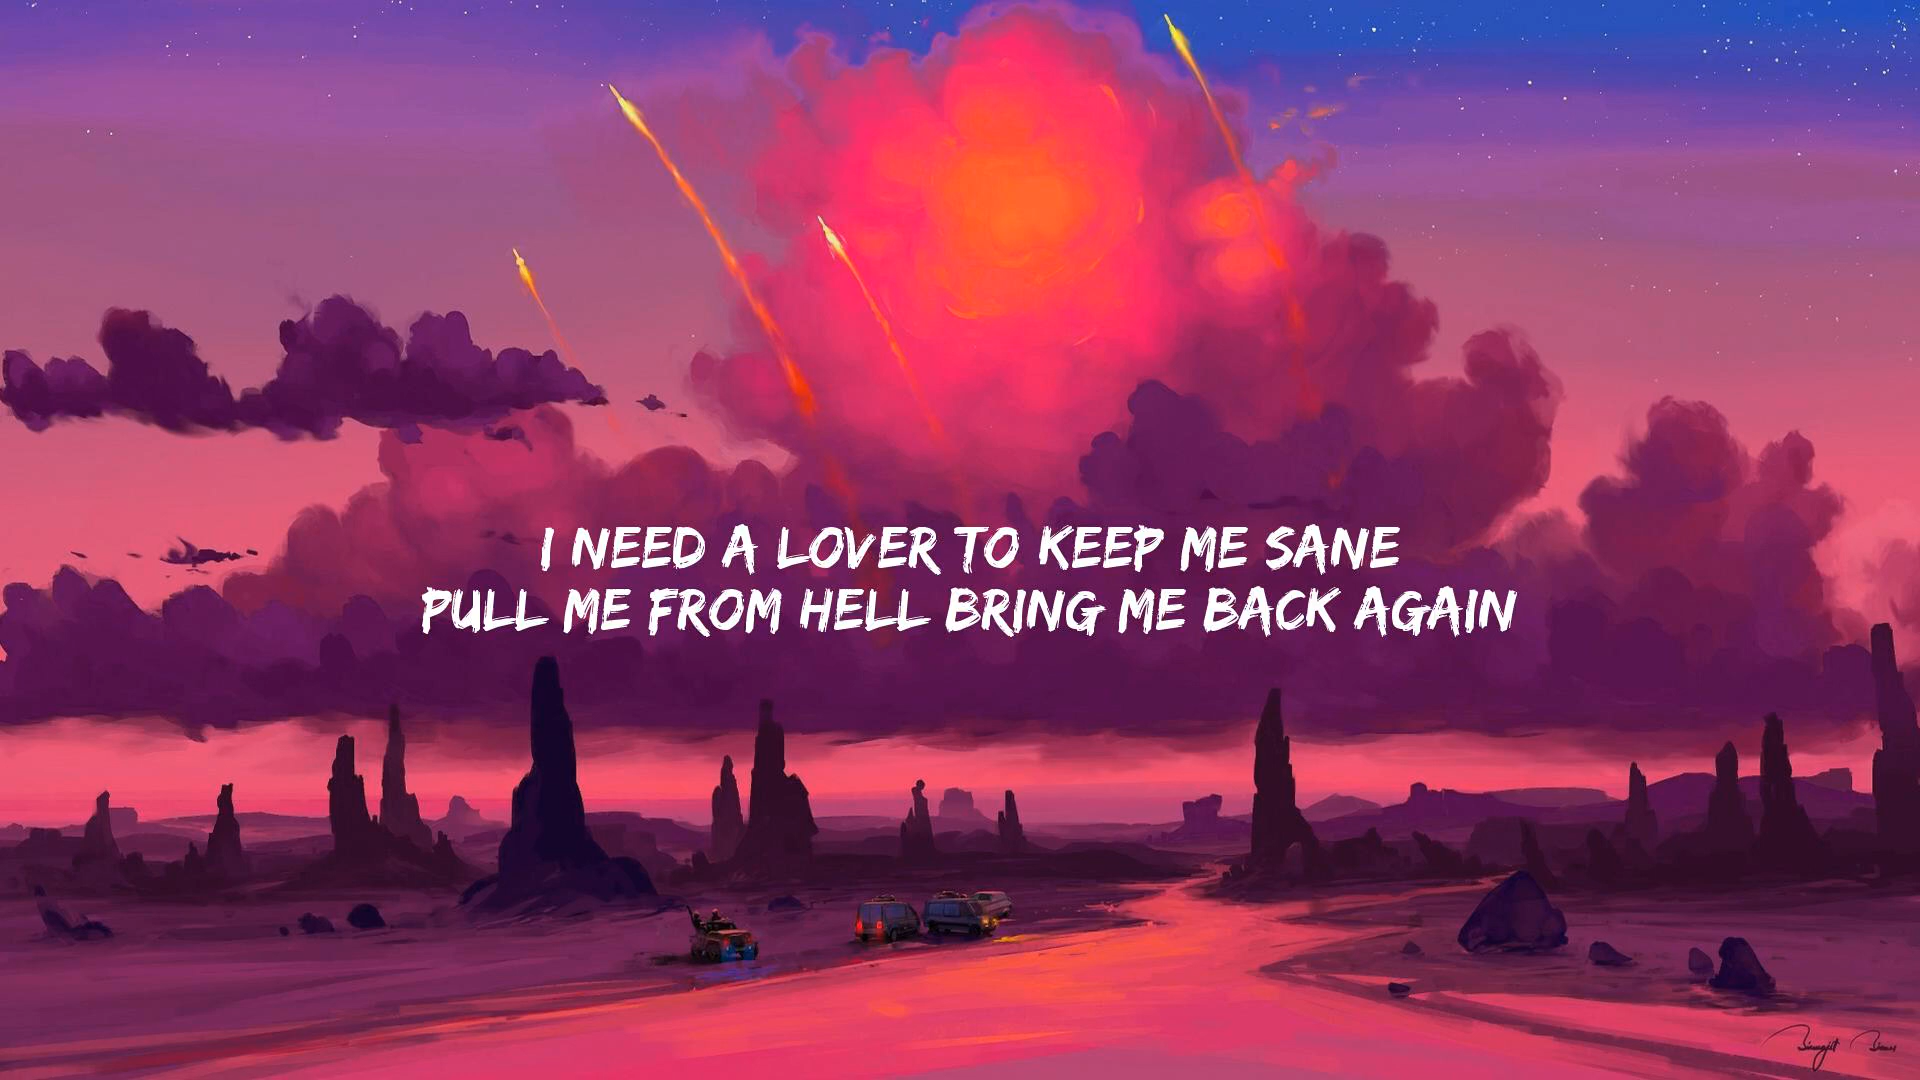 I NEED A LOVER TO KEEP ME SANE
PULL ME FROM HELL BRING ME BACK AGAIN